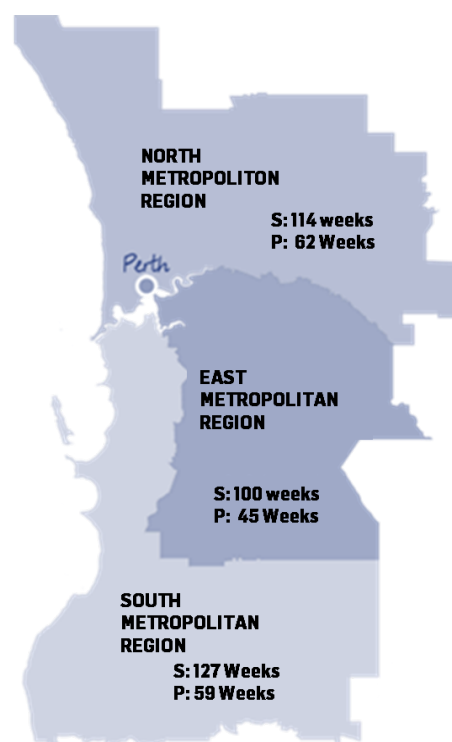 NORTH
METROPOLITON
REGION
S: 114 weeks
P: 62 Weeks
Perth
EAST
METROPOLITAN
REGION
S: 100 weeks
P: 45 Weeks
SOUTH
METROPOLITAN
REGION
S: 127 Weeks
P: 59 Weeks